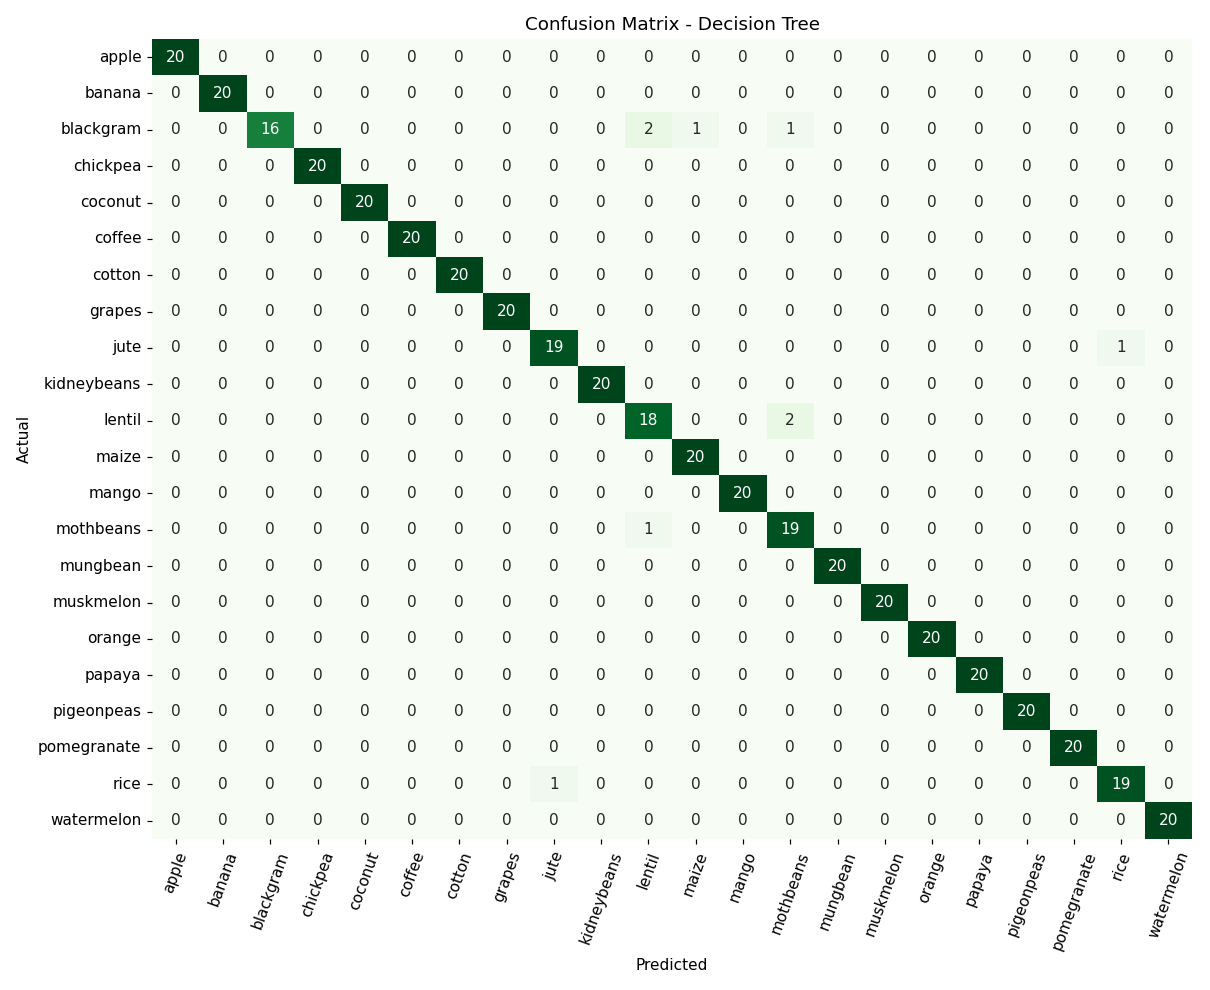 Confusion Matrix - Decision Tree
apple 20 0 0 0 0 0 0 0 0 0 0 0 0 0 0 0 0 0 0 0 0 0
banana 0 20 0 0 0 0 0 0 0 0 0 0 0 0 0 0 0 0 0 0 0 0
blackgram 0 0 16 0 0 0 0 0 0 0 2 1 0 1 0 0 0 0 0 0 0 0
chickpea 0 0 0 20 0 0 0 0 0 0 0 0 0 0 0 0 0 0 0 0 0 0
coconut 0 0 0 0 20 0 0 0 0 0 0 0 0 0 0 0 0 0 0 0 0 0
coffee 0 0 0 0 0 20 0 0 0 0 0 0 0 0 0 0 0 0 0 0 0 0
cotton 0 0 0 0 0 0 20 0 0 0 0 0 0 0 0 0 0 0 0 0 0 0
grapes 0 0 0 0 0 0 0 20 0 0 0 0 0 0 0 0 0 0 0 0 0 0
jute 0 0 0 0 0 0 0 0 19 0 0 0 0 0 0 0 0 0 0 0 1 0
kidneybeans 0 0 0 0 0 0 0 0 0 20 0 0 0 0 0 0 0 0 0 0 0 0
lentil 0 0 0 0 0 0 0 0 0 0 18 0 0 2 0 0 0 0 0 0 0 0
maize 0 0 0 0 0 0 0 0 0 0 0 20 0 0 0 0 0 0 0 0 0 0
mango 0 0 0 0 0 0 0 0 0 0 0 0 20 0 0 0 0 0 0 0 0 0
mothbeans 0 0 0 0 0 0 0 0 0 0 1 0 0 19 0 0 0 0 0 0 0 0
mungbean 0 0 0 0 0 0 0 0 0 0 0 0 0 0 20 0 0 0 0 0 0 0
muskmelon 0 0 0 0 0 0 0 0 0 0 0 0 0 0 0 20 0 0 0 0 0 0
orange 0 0 0 0 0 0 0 0 0 0 0 0 0 0 0 0 20 0 0 0 0 0
papaya 0 0 0 0 0 0 0 0 0 0 0 0 0 0 0 0 0 20 0 0 0 0
pigeonpeas 0 0 0 0 0 0 0 0 0 0 0 0 0 0 0 0 0 0 20 0 0 0
pomegranate 0 0 0 0 0 0 0 0 0 0 0 0 0 0 0 0 0 0 0 20 0 0
rice 0 0 0 0 0 0 0 0 1 0 0 0 0 0 0 0 0 0 0 0 19 0
watermelon 0 0 0 0 0 0 0 0 0 0 0 0 0 0 0 0 0 0 0 0 0 20
Actual
apple banana blackgram chickpea coconut coffee cotton grapes jute kidneybeans lentil maize mango mothbeans mungbean muskmelon orange papaya pigeonpeas pomegranate rice watermelon
Predicted